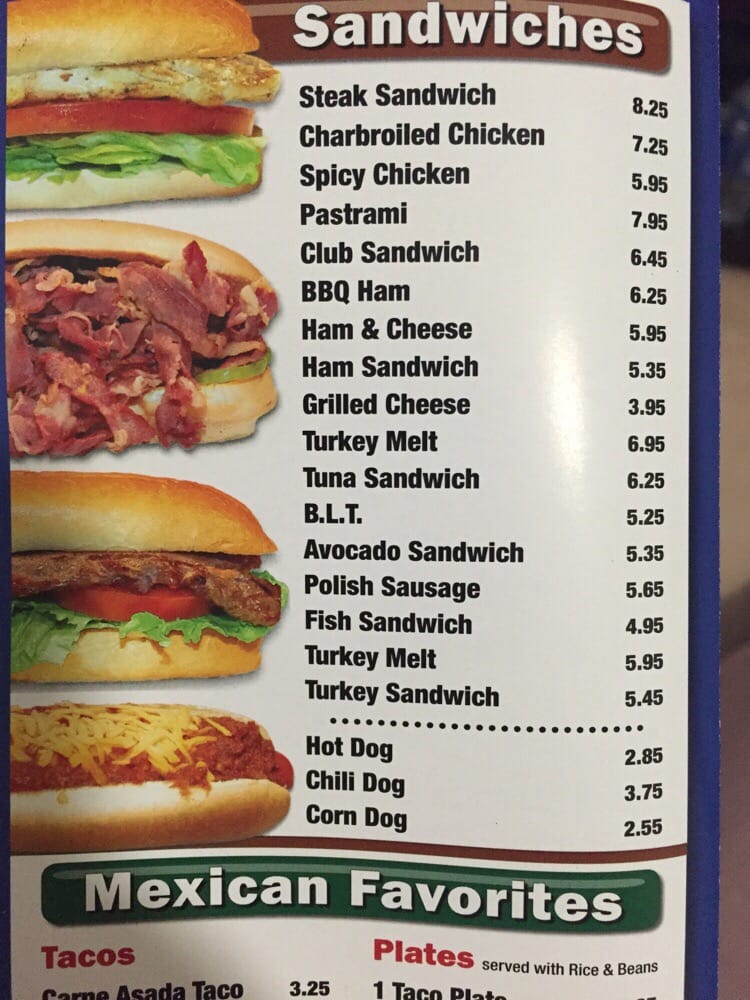 Sandwiches
Steak Sandwich 8.25
Charbroiled Chicken 7.25
Spicy Chicken 5.95
Pastrami 7.95
Club Sandwich 6.45
BBQ Ham 6.25
Ham & Cheese 5.95
Ham Sandwich 5.35
Grilled Cheese 3.95
Turkey Melt 6.95
Tuna Sandwich 6.25
B.L.T. 5.25
Avocado Sandwich 5.35
Polish Sausage 5.65
Fish Sandwich 4.95
Turkey Melt 5.95
Turkey Sandwich 5.45
Hot Dog 2.85
Chili Dog 3.75
Corn Dog 2.55
Mexican Favorites
Tacos
Carne Asada Taco 3.25
Plates served with Rice & Beans
1 Taco Plate